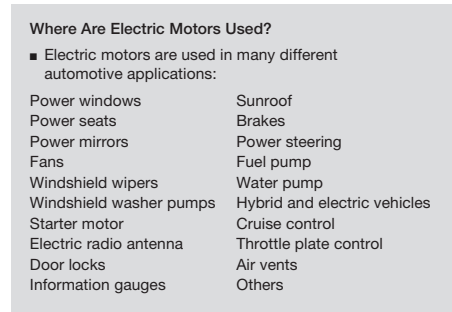 Where Are Electric Motors Used?
■ Electric motors are used in many different
automotive applications:
Power windows
Power seats
Power mirrors
Fans
Windshield wipers
Windshield washer pumps
Starter motor
Electric radio antenna
Door locks
Information gauges
Sunroof
Brakes
Power steering
Fuel pump
Water pump
Hybrid and electric vehicles
Cruise control
Throttle plate control
Air vents
Others